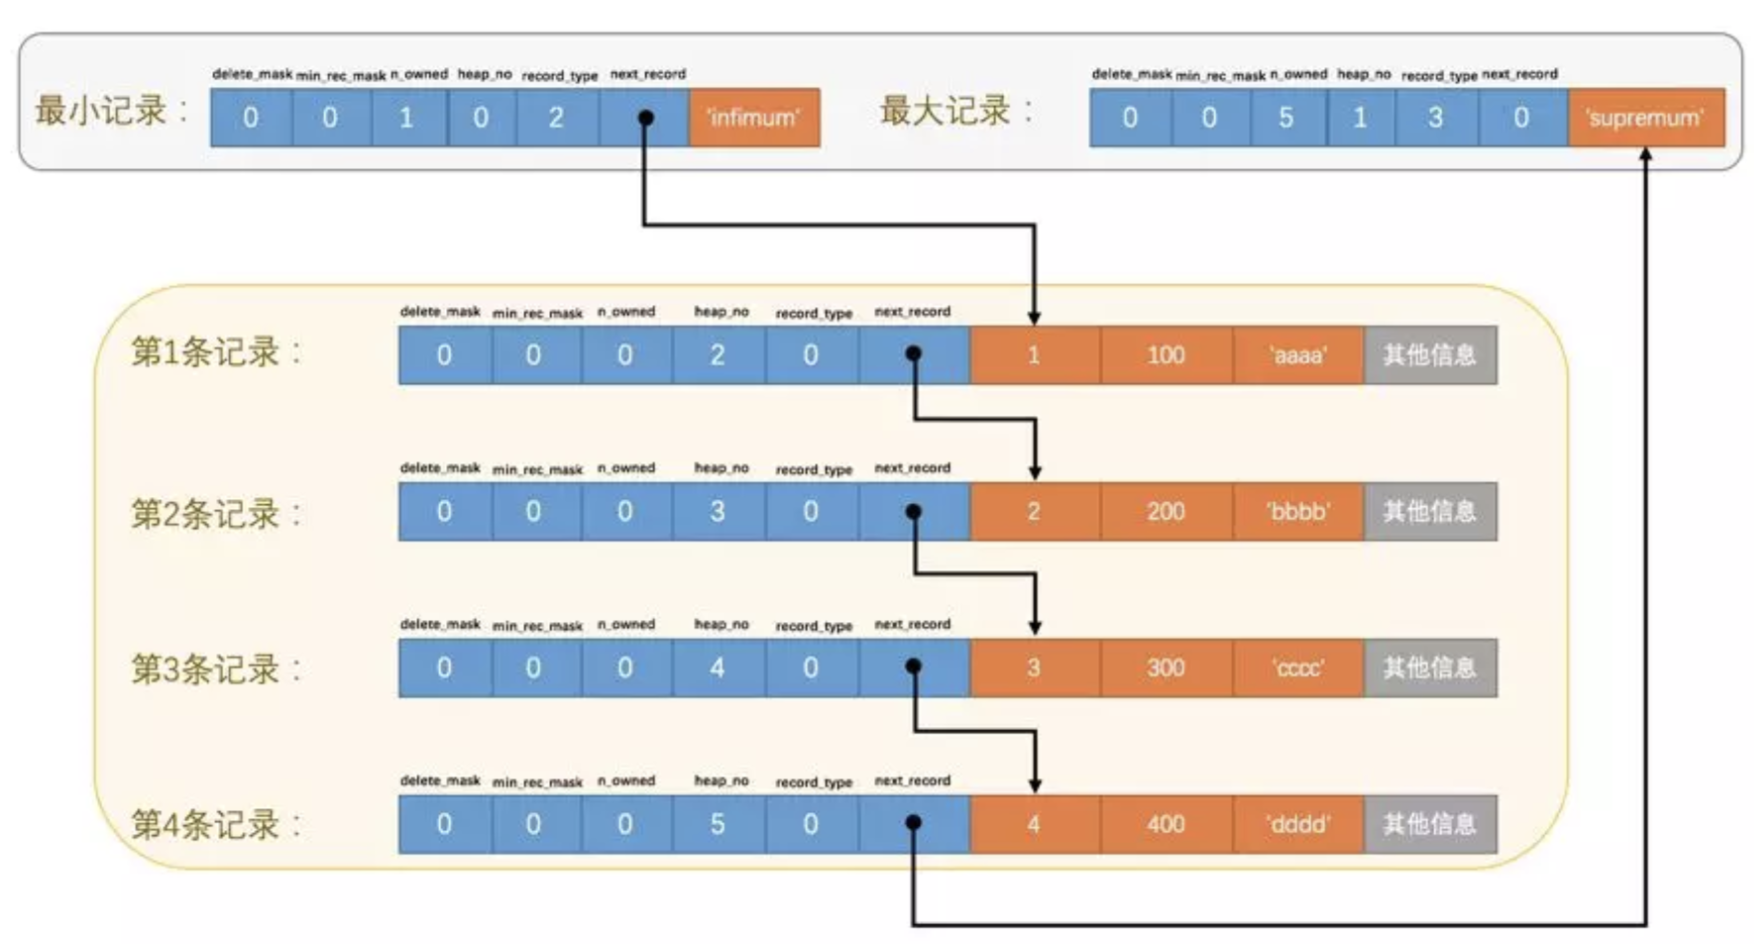 delete_mask min_rec_mask n_owned heap_no record_type next_record
最小记录： 0 0 1 0 2 'infimum'
delete_mask min_rec_mask n_owned heap_no record_type next_record
最大记录： 0 0 5 1 3 0 'supremum'
delete_mask min_rec_mask n_owned heap_no record_type next_record
第1条记录： 0 0 0 2 0 1 100 'aaaa' 其他信息
delete_mask min_rec_mask n_owned heap_no record_type next_record
第2条记录： 0 0 0 3 0 2 200 'bbbb' 其他信息
delete_mask min_rec_mask n_owned heap_no record_type next_record
第3条记录： 0 0 0 4 0 3 300 'cccc' 其他信息
delete_mask min_rec_mask n_owned heap_no record_type next_record
第4条记录： 0 0 0 5 0 4 400 'dddd' 其他信息